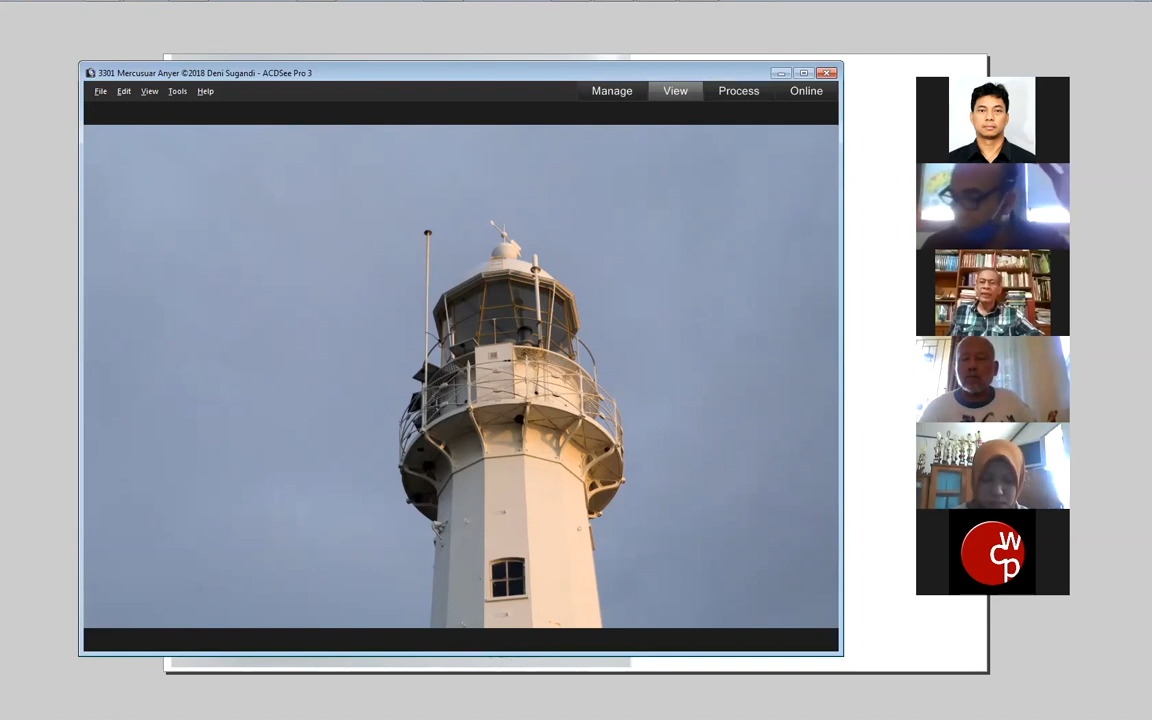 3301 Mercusuar Anyer ©2018 Deni Sugandi - ACDSee Pro 3
File Edit View Tools Help
Manage View Process Online
w
c
p